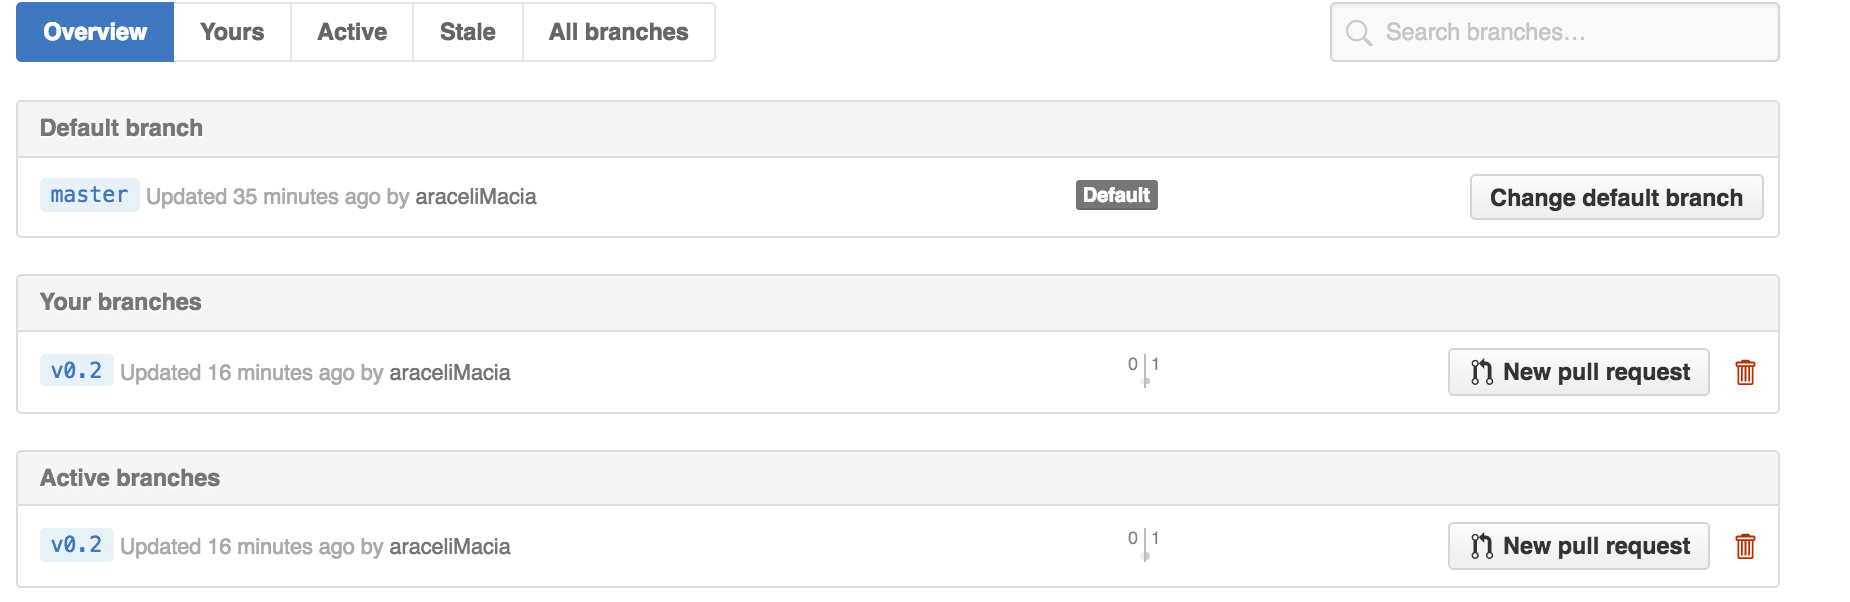 Overview Yours Active Stale All branches Search branches...
Default branch
master Updated 35 minutes ago by araceliMacia Default Change default branch
Your branches
v0.2 Updated 16 minutes ago by araceliMacia 0 1 New pull request
Active branches
v0.2 Updated 16 minutes ago by araceliMacia 0 1 New pull request